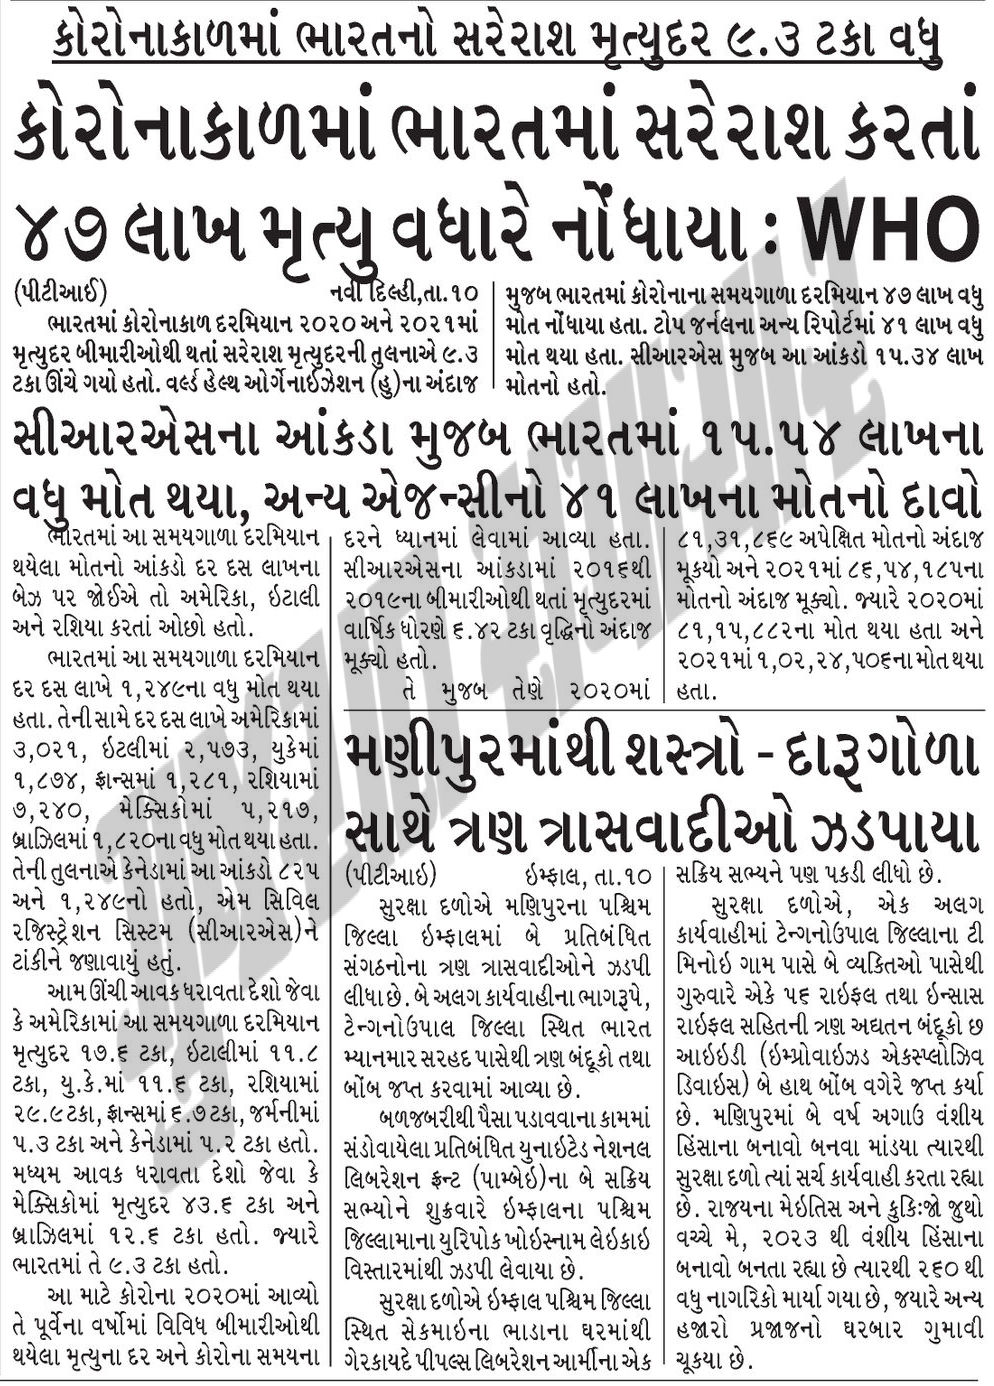 કોરોનાકાળમાં ભારતનો સરેરાશ મૃત્યુદર ૯.૩ ટકા વધુ
કોરોનાકાળમાં ભારતમાં સરેરાશ કરતાં
૪૭ લાખ મૃત્યુ વધારે નોંધાયા : WHO
(પીટીઆઈ) નવી દિલ્હી,તા.૧૦
ભારતમાં કોરોનાકાળ દરમિયાન ૨૦૨૦ અને ૨૦૨૧માં
મૃત્યુદર બીમારીઓથી થતાં સરેરાશ મૃત્યુદરની તુલનાએ ૯.૩
ટકા ઊંચે ગયો હતો. વર્લ્ડ હેલ્થ ઓર્ગેનાઈઝેશન (હુ)ના અંદાજ
મુજબ ભારતમાં કોરોનાના સમયગાળા દરમિયાન ૪૭ લાખ વધુ
મોત નોંધાયા હતા. ટોપ જર્નલના અન્ય રિપોર્ટમાં ૪૧ લાખ વધુ
મોત થયા હતા. સીઆરએસ મુજબ આ આંકડો ૧૫.૩૪ લાખ
મોતનો હતો.
સીઆરએસના આંકડા મુજબ ભારતમાં ૧૫.૫૪ લાખના
વધુ મોત થયા, અન્ય એજન્સીનો ૪૧ લાખના મોતનો દાવો
ભારતમાં આ સમયગાળા દરમિયાન
થયેલા મોતનો આંકડો દર દસ લાખના
બેઝ પર જોઈએ તો અમેરિકા, ઇટાલી
અને રશિયા કરતાં ઓછો હતો.
ભારતમાં આ સમયગાળા દરમિયાન
દર દસ લાખે ૧,૨૪૯ના વધુ મોત થયા
હતા. તેની સામે દર દસ લાખે અમેરિકામાં
૩,૦૨૧, ઇટલીમાં ૨,૫૭૩, યુકેમાં
૧,૮૭૪, ફ્રાન્સમાં ૧,૨૮૧, રશિયામાં
૭,૨૪૦, મેક્સિકોમાં ૫,૨૧૭,
બ્રાઝિલમાં ૧,૮૨૦ના વધુ મોત થયા હતા.
તેની તુલનાએ કેનેડામાં આ આંકડો ૮૨૫
અને ૧,૨૪૯નો હતો, એમ સિવિલ
રજિસ્ટ્રેશન સિસ્ટમ (સીઆરએસ)ને
ટાંકીને જણાવાયું હતું.
આમ ઊંચી આવક ધરાવતા દેશો જેવા
કે અમેરિકામાં આ સમયગાળા દરમિયાન
મૃત્યુદર ૧૭.૬ ટકા, ઇટાલીમાં ૧૧.૮
ટકા, યુ.કે.માં ૧૧.૬ ટકા, રશિયામાં
૨૯.૯ટકા, ફ્રાન્સમાં ૬.૭ ટકા, જર્મનીમાં
૫.૩ ટકા અને કેનેડામાં ૫.૨ ટકા હતો.
મધ્યમ આવક ધરાવતા દેશો જેવા કે
મેક્સિકોમાં મૃત્યુદર ૪૩.૬ ટકા અને
બ્રાઝિલમાં ૧૨.૬ ટકા હતો. જ્યારે
ભારતમાં તે ૯.૩ ટકા હતો.
આ માટે કોરોના ૨૦૨૦માં આવ્યો
તે પૂર્વેના વર્ષોમાં વિવિધ બીમારીઓથી
થયેલા મૃત્યુના દર અને કોરોના સમયના
દરને ધ્યાનમાં લેવામાં આવ્યા હતા.
સીઆરએસના આંકડામાં ૨૦૧૬થી
૨૦૧૯ના બીમારીઓથી થતાં મૃત્યુદરમાં
વાર્ષિક ધોરણે ૬.૪૨ ટકા વૃદ્ધિનો અંદાજ
મૂક્યો હતો.
તે મુજબ તેણે ૨૦૨૦માં
૮૧,૩૧,૮૬૯ અપેક્ષિત મોતનો અંદાજ
મૂક્યો અને ૨૦૨૧માં ૮૬,૫૪,૧૮૫ના
મોતનો અંદાજ મૂક્યો. જ્યારે ૨૦૨૦માં
૮૧,૧૫,૮૮૨ના મોત થયા હતા અને
૨૦૨૧માં ૧,૦૨,૨૪,૫૦૬ના મોત થયા
હતા.
મણીપુરમાંથી શસ્ત્રો - દારૂગોળા
સાથે ત્રણ ત્રાસવાદીઓ ઝડપાયા
(પીટીઆઇ) ઇમ્ફાલ, તા.૧૦
સુરક્ષા દળોએ મણિપુરના પશ્ચિમ
જિલ્લા ઇમ્ફાલમાં બે પ્રતિબંધિત
સંગઠનોના ત્રણ ત્રાસવાદીઓને ઝડપી
લીધા છે. બે અલગ કાર્યવાહીના ભાગરૂપે,
ટેન્ગનોઉપાલ જિલ્લા સ્થિત ભારત
મ્યાનમાર સરહદ પાસેથી ત્રણ બંદૂકો તથા
બોંબ જપ્ત કરવામાં આવ્યા છે.
બળજબરીથી પૈસા પડાવવાના કામમાં
સંડોવાયેલા પ્રતિબંધિત યુનાઇટેડ નેશનલ
લિબરેશન ફ્રન્ટ (પામ્બેઇ)ના બે સક્રિય
સભ્યોને શુક્રવારે ઇમ્ફાલના પશ્ચિમ
જિલ્લામાના યુરિપોક ખોઇસ્નામ લેઇકાઇ
વિસ્તારમાંથી ઝડપી લેવાયા છે.
સુરક્ષા દળોએ ઇમ્ફાલ પશ્ચિમ જિલ્લા
સ્થિત સેકમાઇના ભાડાના ઘરમાંથી
ગેરકાયદે પીપલ્સ લિબરેશન આર્મીના એક
સક્રિય સભ્યને પણ પકડી લીધો છે.
સુરક્ષા દળોએ, એક અલગ
કાર્યવાહીમાં ટેન્ગનોઉપાલ જિલ્લાના ટી
મિનોઇ ગામ પાસે બે વ્યકિતઓ પાસેથી
ગુરુવારે એકે ૫૬ રાઇફલ તથા ઇન્સાસ
રાઇફલ સહિતની ત્રણ અદ્યતન બંદૂકો છ
આઇઇડી (ઇમ્પ્રોવાઇઝડ એકસ્પ્લોઝિવ
ડિવાઇસ) બે હાથ બોંબ વગેરે જપ્ત કર્યા
છે. મણિપુરમાં બે વર્ષ અગાઉ વંશીય
હિંસાના બનાવો બનવા માંડયા ત્યારથી
સુરક્ષા દળો ત્યાં સર્ચ કાર્યવાહી કરતા રહ્યા
છે. રાજયના મેઇતિસ અને કુકિઃજો જુથો
વચ્ચે મે, ૨૦૨૩ થી વંશીય હિંસાના
બનાવો બનતા રહ્યા છે ત્યારથી ૨૬૦ થી
વધુ નાગરિકો માર્યા ગયા છે, જયારે અન્ય
હજારો પ્રજાજનો ઘરબાર ગુમાવી
ચૂકયા છે.
ગુજરાત સમાચાર